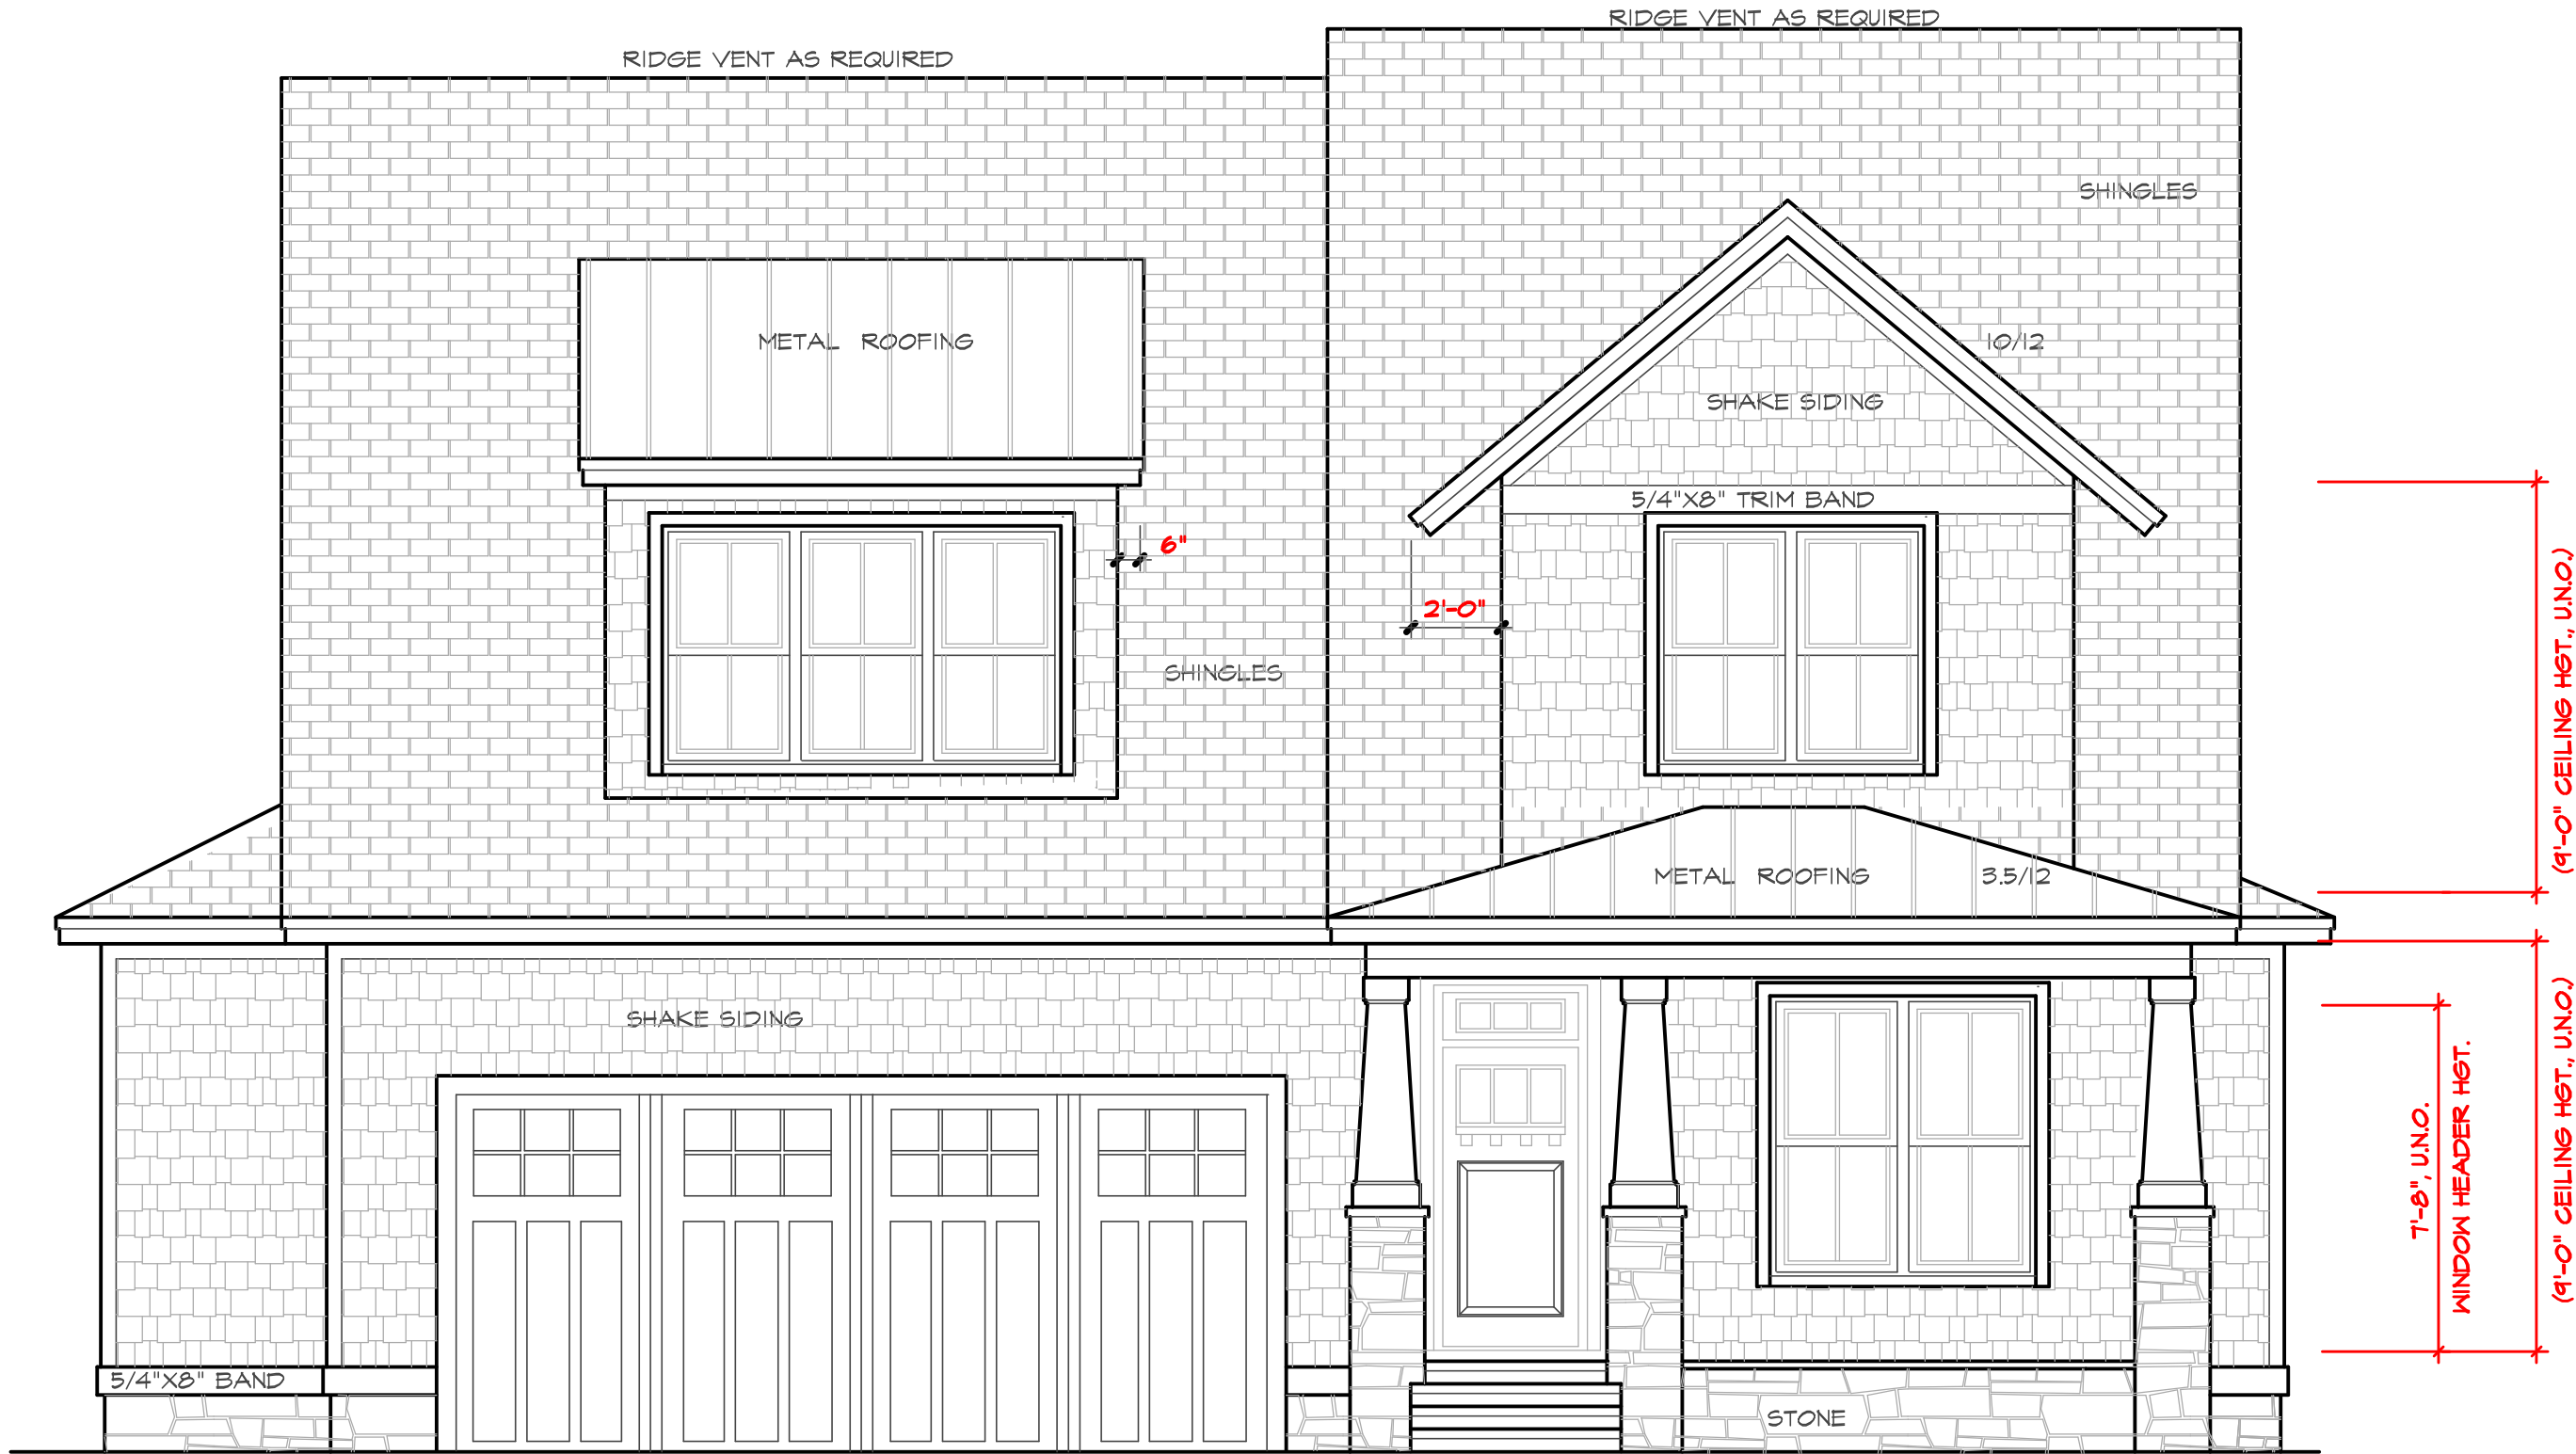 RIDGE VENT AS REQUIRED
RIDGE VENT AS REQUIRED
SHINGLES
METAL ROOFING
10/12
SHAKE SIDING
5/4"X8" TRIM BAND
6"
2'-0"
SHINGLES
(9'-0" CEILING HGT., U.N.O.)
METAL ROOFING
3.5/12
SHAKE SIDING
7'-8", U.N.O.
WINDOW HEADER HGT.
(9'-0" CEILING HGT., U.N.O.)
5/4"X8" BAND
STONE